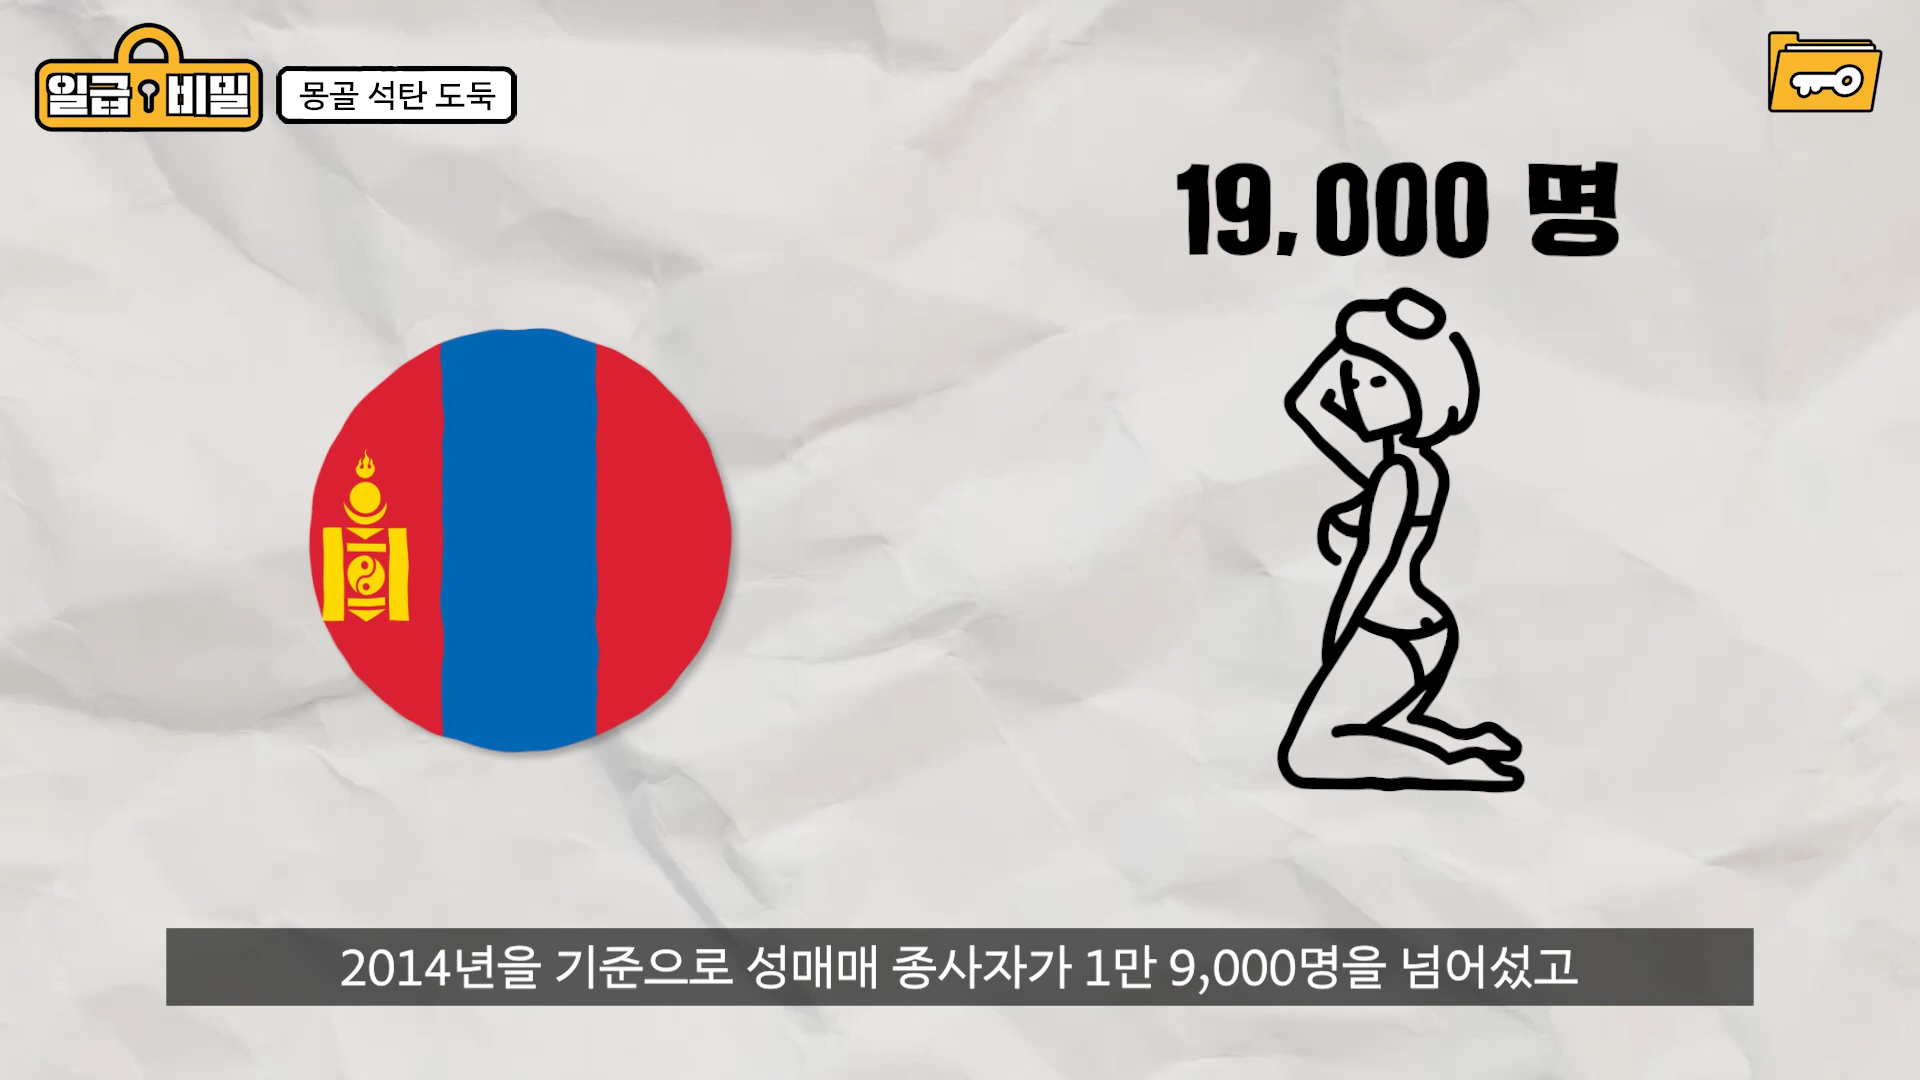 일급비밀
몽골 석탄 도둑
19,000 명
2014년을 기준으로 성매매 종사자가 1만 9,000명을 넘어섰고